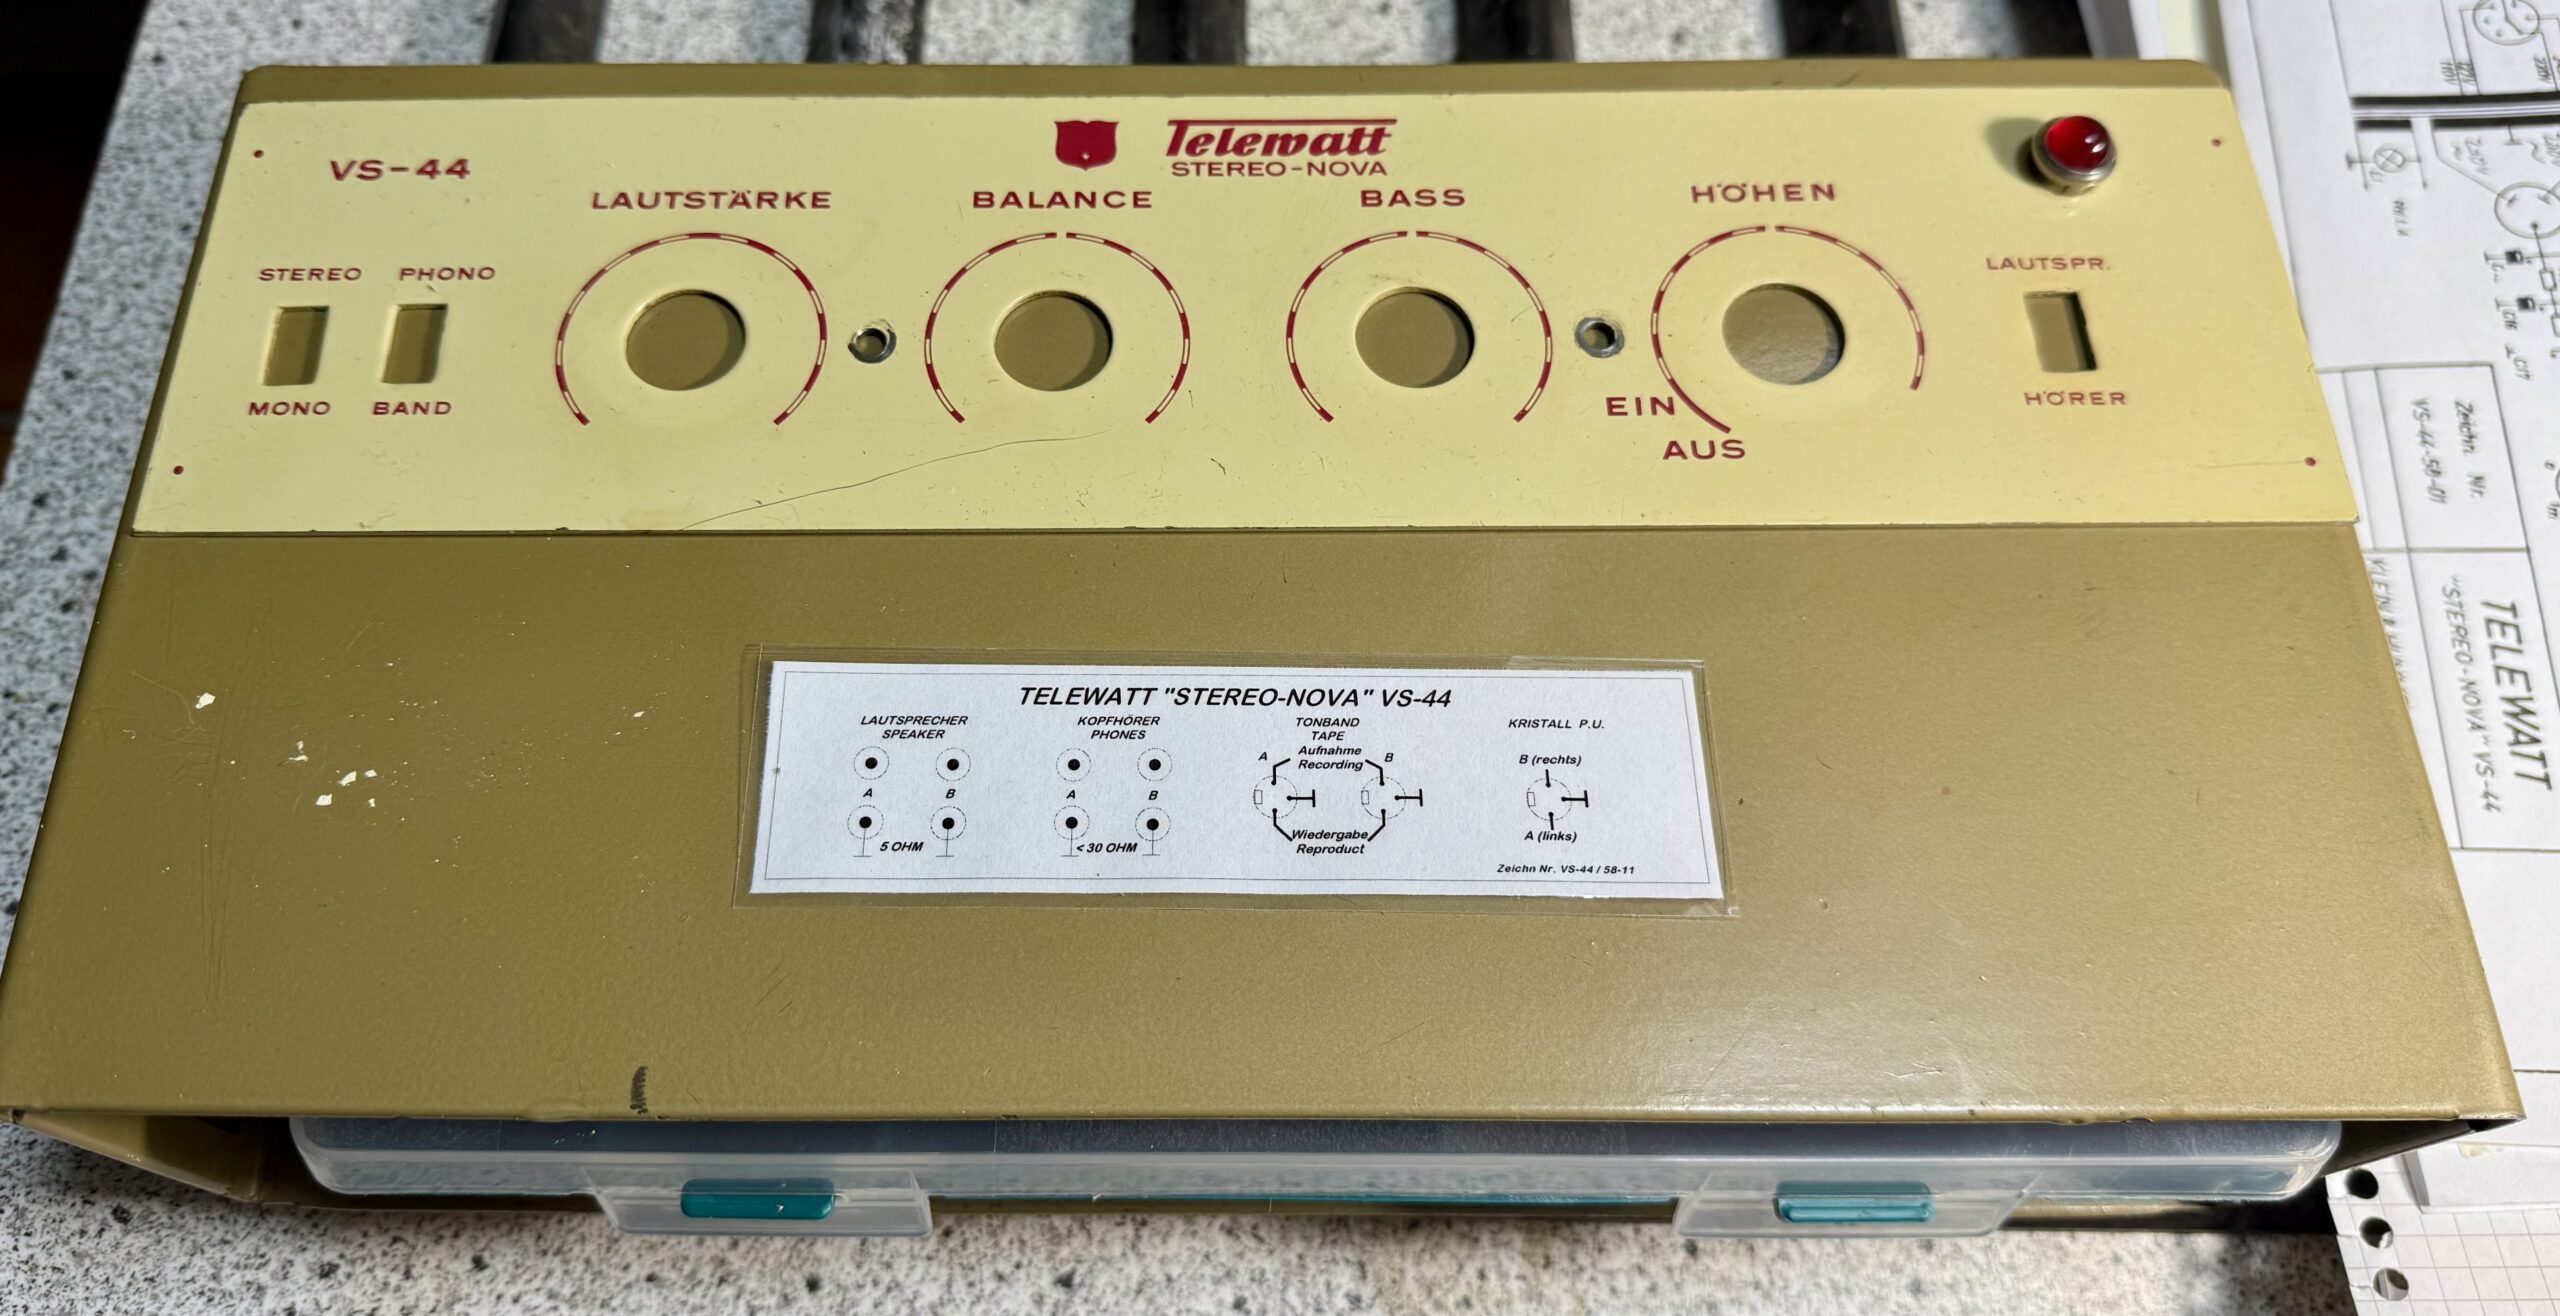 Telewatt
STEREO-NOVA
VS-44
LAUTSTÄRKE
BALANCE
BASS
HÖHEN
STEREO
PHONO
LAUTSPR.
MONO
BAND
EIN
AUS
HÖRER
TELEWATT "STEREO-NOVA" VS-44
LAUTSPRECHER
SPEAKER
A
B
5 OHM
KOPFHÖRER
PHONES
A
B
< 30 OHM
TONBAND
TAPE
Aufnahme
Recording
A
B
Wiedergabe
Reproduct
KRISTALL P.U.
B (rechts)
A (links)
Zeichn Nr. VS-44 / 58-11
Zeichn. Nr.
VS-44-58-01
TELEWATT
"STEREO-NOVA" VS-44
220V
240V